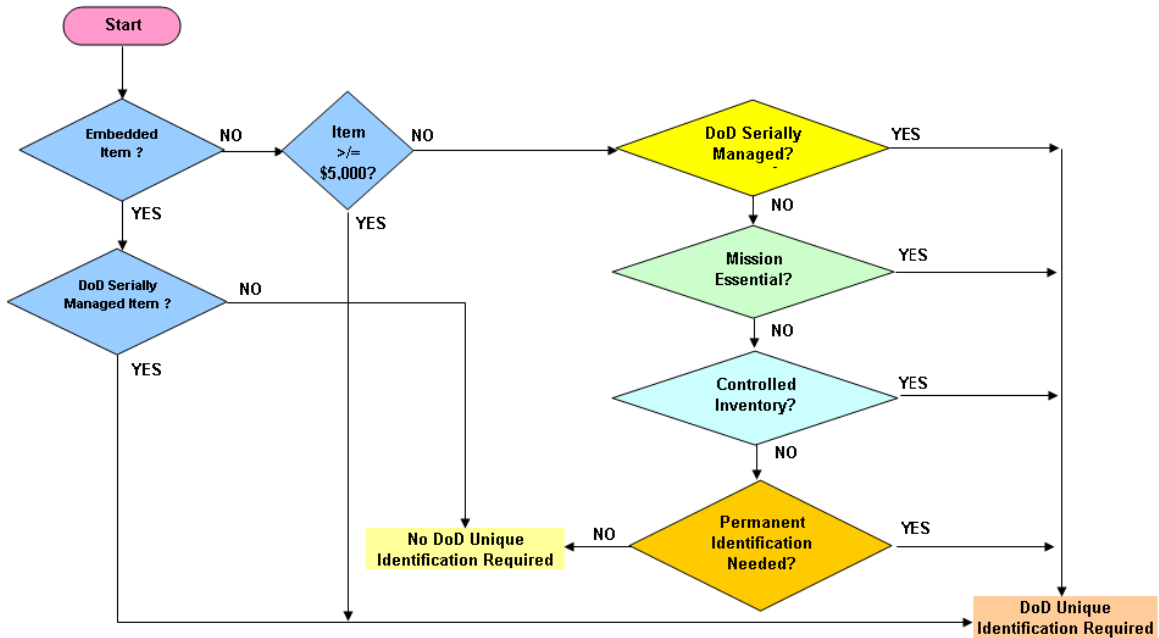 Start
Embedded
Item ?
NO
Item
>/=
$5,000?
NO
DoD Serially
Managed?
YES
YES
YES
NO
DoD Serially
Managed Item ?
NO
Mission
Essential?
YES
YES
NO
Controlled
Inventory?
YES
NO
Permanent
Identification
Needed?
NO
YES
No DoD Unique
Identification Required
DoD Unique
Identification Required